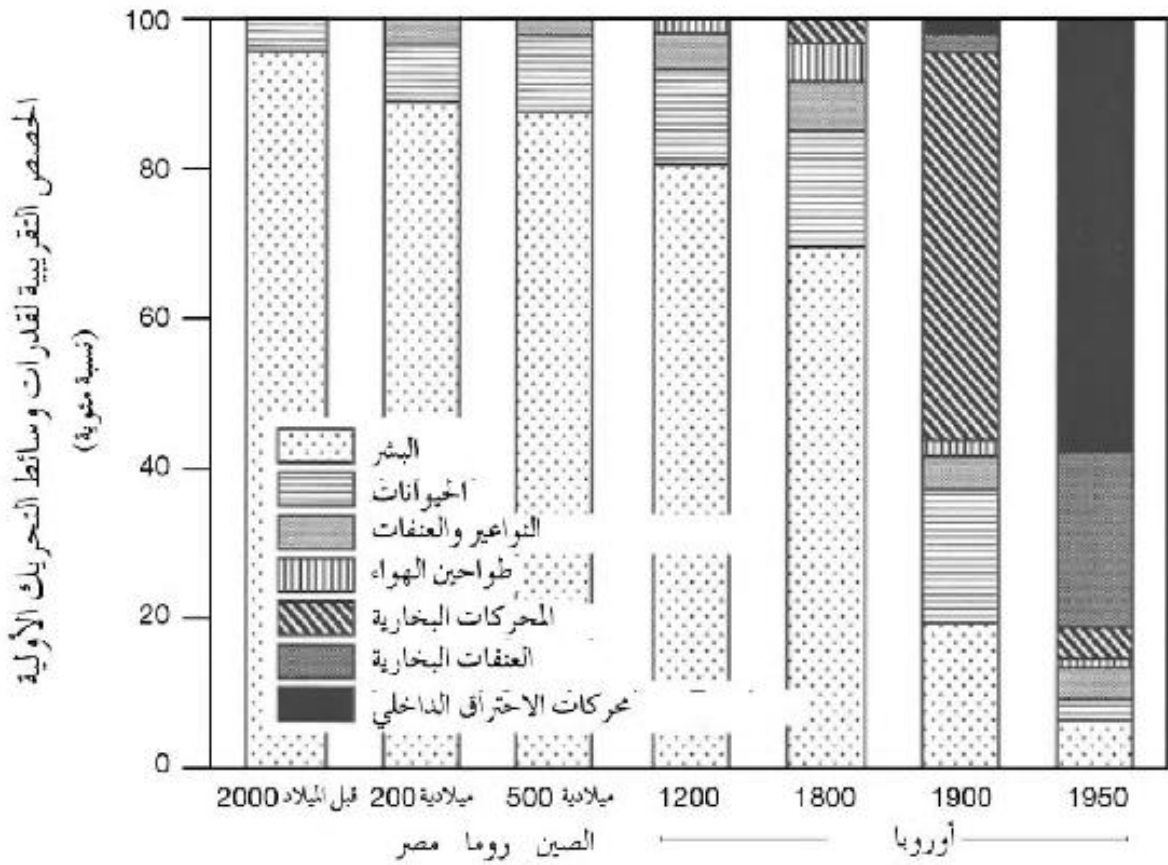 الحصص التقريبية لقدرات وسائط التحريك الأولية
(نسبة مئوية)
100
80
60
40
20
0
البشر
الحيوانات
النواعير والعنفات
طواحين الهواء
المحركات البخارية
العنفات البخارية
محركات الاحتراق الداخلي
2000 قبل الميلاد
200 ميلادية
500 ميلادية
1200
1800
1900
1950
الصين روما مصر
أوروبا